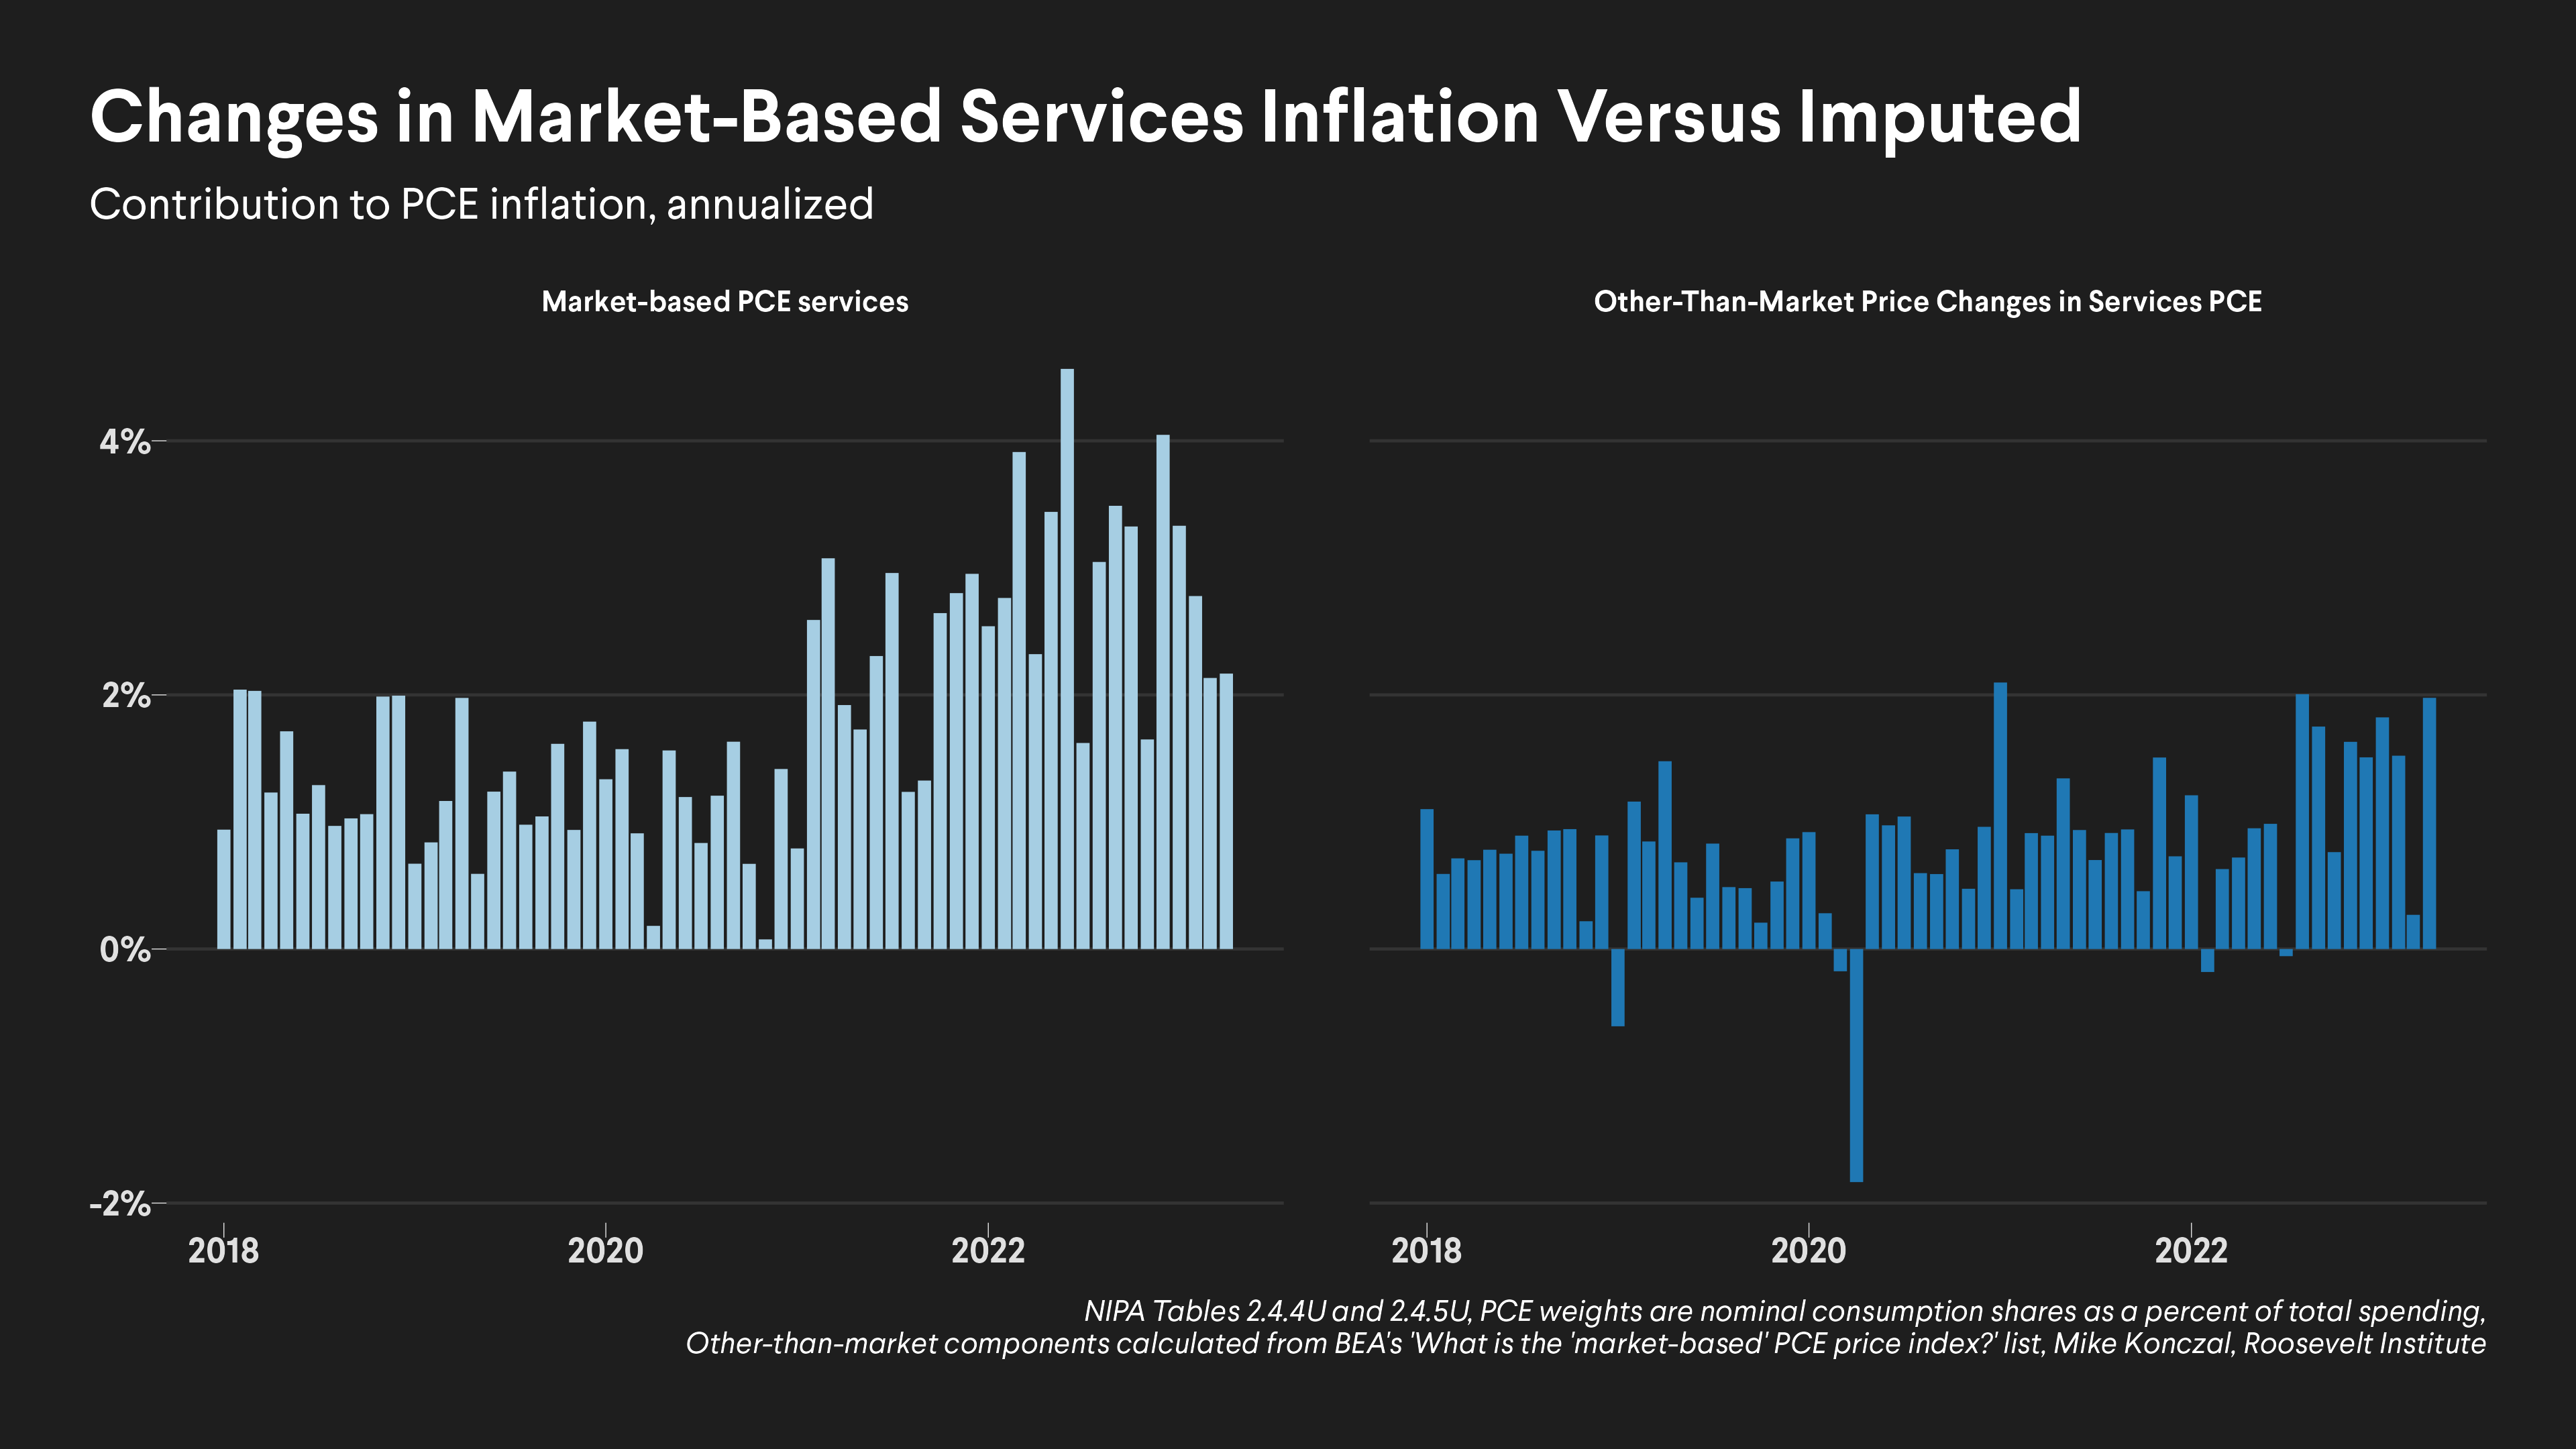 Changes in Market-Based Services Inflation Versus Imputed
Contribution to PCE inflation, annualized
Market-based PCE services
Other-Than-Market Price Changes in Services PCE
4%
2%
0%
-2%
2018
2020
2022
2018
2020
2022
NIPA Tables 2.4.4U and 2.4.5U, PCE weights are nominal consumption shares as a percent of total spending,
Other-than-market components calculated from BEA's 'What is the 'market-based' PCE price index?' list, Mike Konczal, Roosevelt Institute